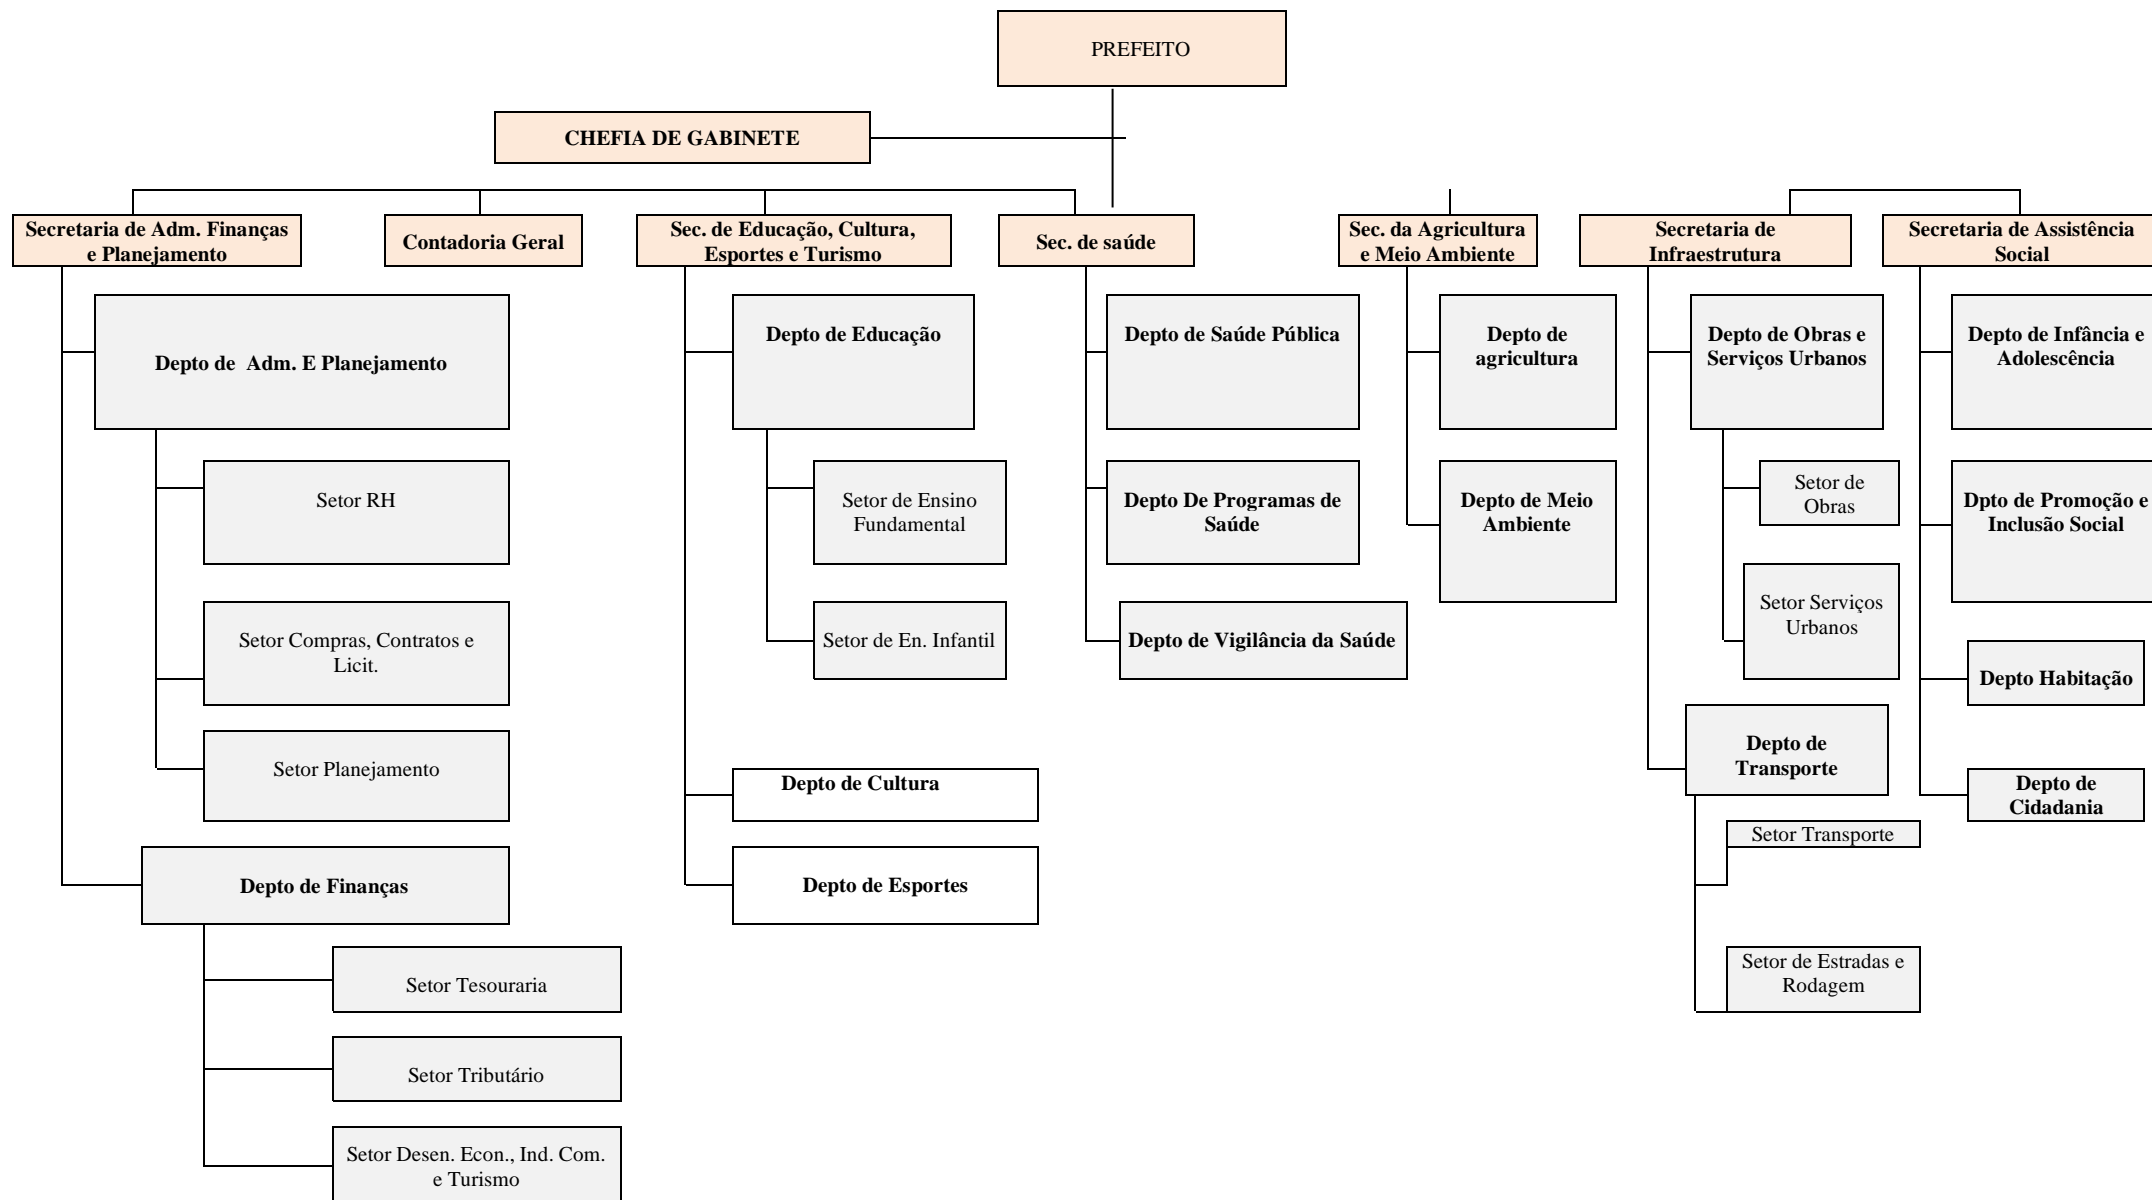 PREFEITO
CHEFIA DE GABINETE
Secretaria de Adm. Finanças
e Planejamento
Contadoria Geral
Sec. de Educação, Cultura,
Esportes e Turismo
Sec. de saúde
Sec. da Agricultura
e Meio Ambiente
Secretaria de
Infraestrutura
Secretaria de Assistência
Social
Depto de Adm. E Planejamento
Setor RH
Setor Compras, Contratos e
Licit.
Setor Planejamento
Depto de Finanças
Setor Tesouraria
Setor Tributário
Setor Desen. Econ., Ind. Com.
e Turismo
Depto de Educação
Setor de Ensino
Fundamental
Setor de En. Infantil
Depto de Cultura
Depto de Esportes
Depto de Saúde Pública
Depto De Programas de
Saúde
Depto de Vigilância da Saúde
Depto de
agricultura
Depto de Meio
Ambiente
Depto de Obras e
Serviços Urbanos
Setor de
Obras
Setor Serviços
Urbanos
Depto de
Transporte
Setor Transporte
Setor de Estradas e
Rodagem
Depto de Infância e
Adolescência
Dpto de Promoção e
Inclusão Social
Depto Habitação
Depto de
Cidadania